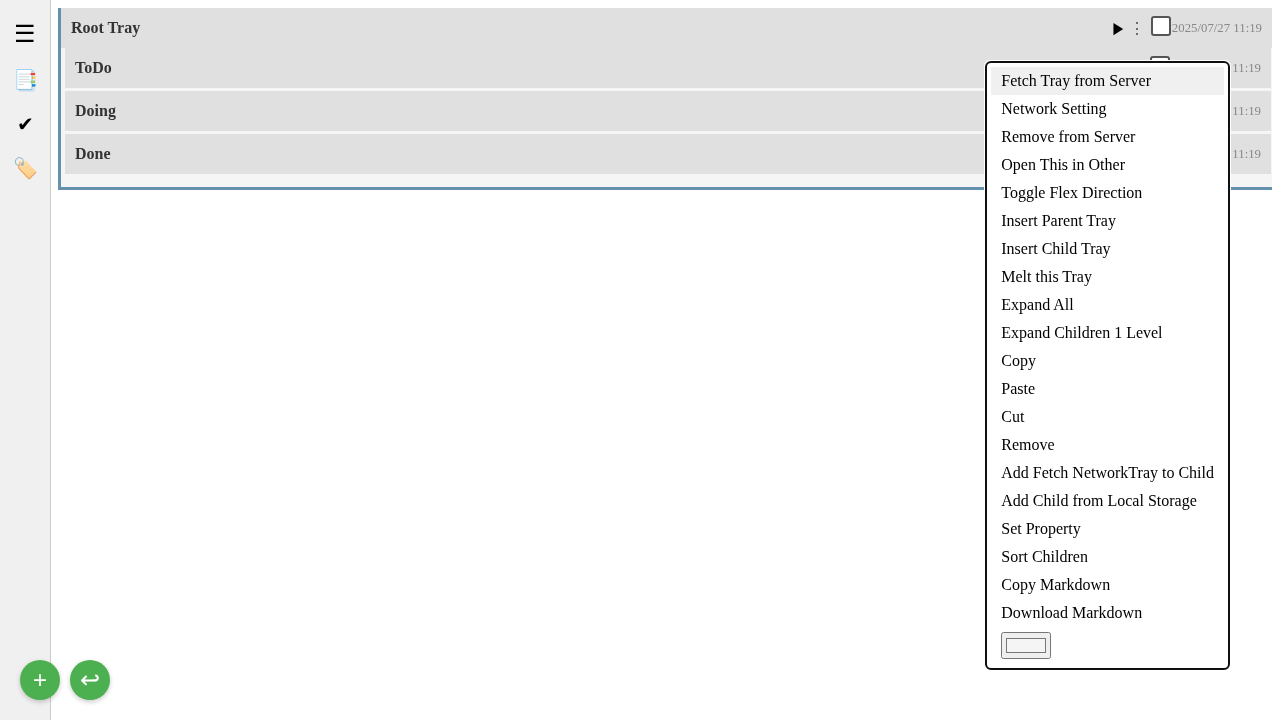 Root Tray
2025/07/27 11:19
ToDo
11:19
Doing
11:19
Done
11:19
Fetch Tray from Server
Network Setting
Remove from Server
Open This in Other
Toggle Flex Direction
Insert Parent Tray
Insert Child Tray
Melt this Tray
Expand All
Expand Children 1 Level
Copy
Paste
Cut
Remove
Add Fetch NetworkTray to Child
Add Child from Local Storage
Set Property
Sort Children
Copy Markdown
Download Markdown